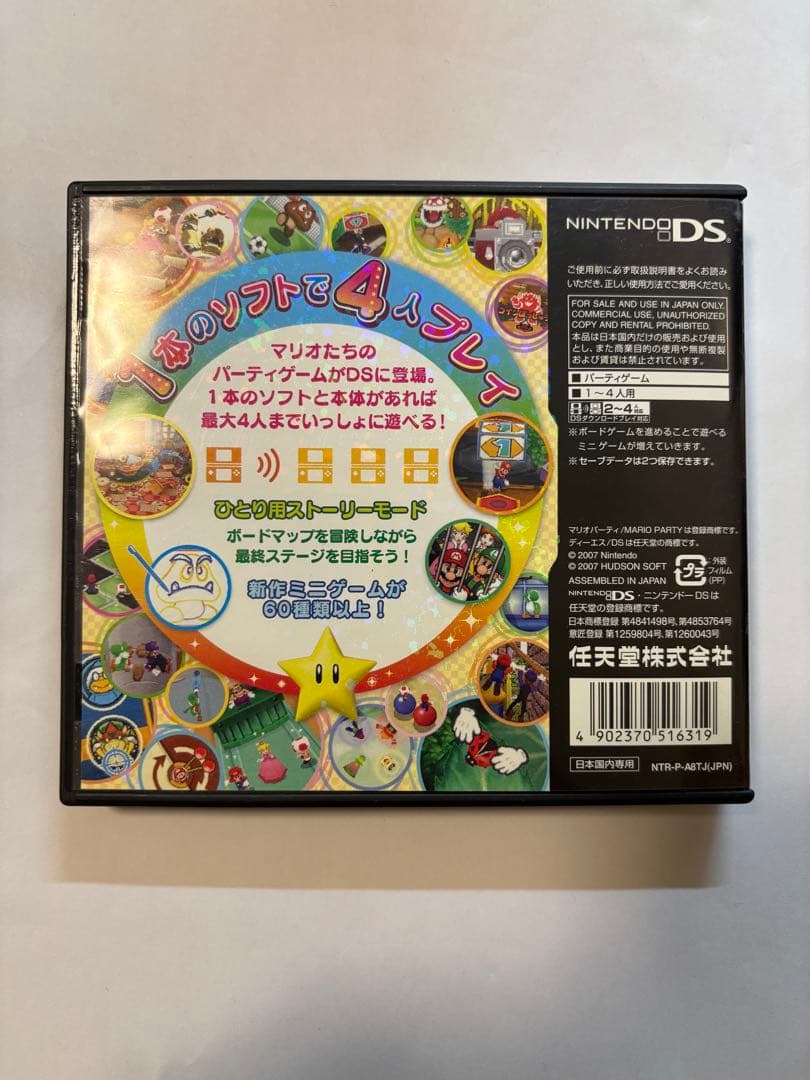 1本のソフトで4人プレイ
マリオたちの
パーティゲームがDSに登場。
1本のソフトと本体があれば
最大4人までいっしょに遊べる!
ひとり用ストーリーモード
ボードマップを冒険しながら
最終ステージを目指そう!
新作ミニゲームが
60種類以上!
NINTENDO DS®
ご使用前に必ず取扱説明書をよくお読み
いただき、正しい使用方法でご愛用ください。
FOR SALE AND USE IN JAPAN ONLY.
COMMERCIAL USE, UNAUTHORIZED
COPY AND RENTAL PROHIBITED.
本品は日本国内だけの販売および使用
とし、また商業目的の使用や無断複製
および賃貸は禁止されています。
■パーティゲーム
■1〜4人用
2〜4人対応
DSダウンロードプレイ対応
※ボードゲームを進めることで遊べる
ミニゲームが増えていきます。
※セーブデータは2つ保存できます。
マリオパーティ/MARIO PARTYは登録商標です。
ディーエス/DSは任天堂の商標です。
© 2007 Nintendo
© 2007 HUDSON SOFT
ASSEMBLED IN JAPAN
プラ
:外装
フィルム
(PP)
NINTENDO DS・ニンテンドーDSは
任天堂の登録商標です。
日本商標登録 第4841498号、第4853764号
意匠登録 第1259804号、第1260043号
任天堂株式会社
4 902370 516319
日本国内専用
NTR-P-A8TJ(JPN)